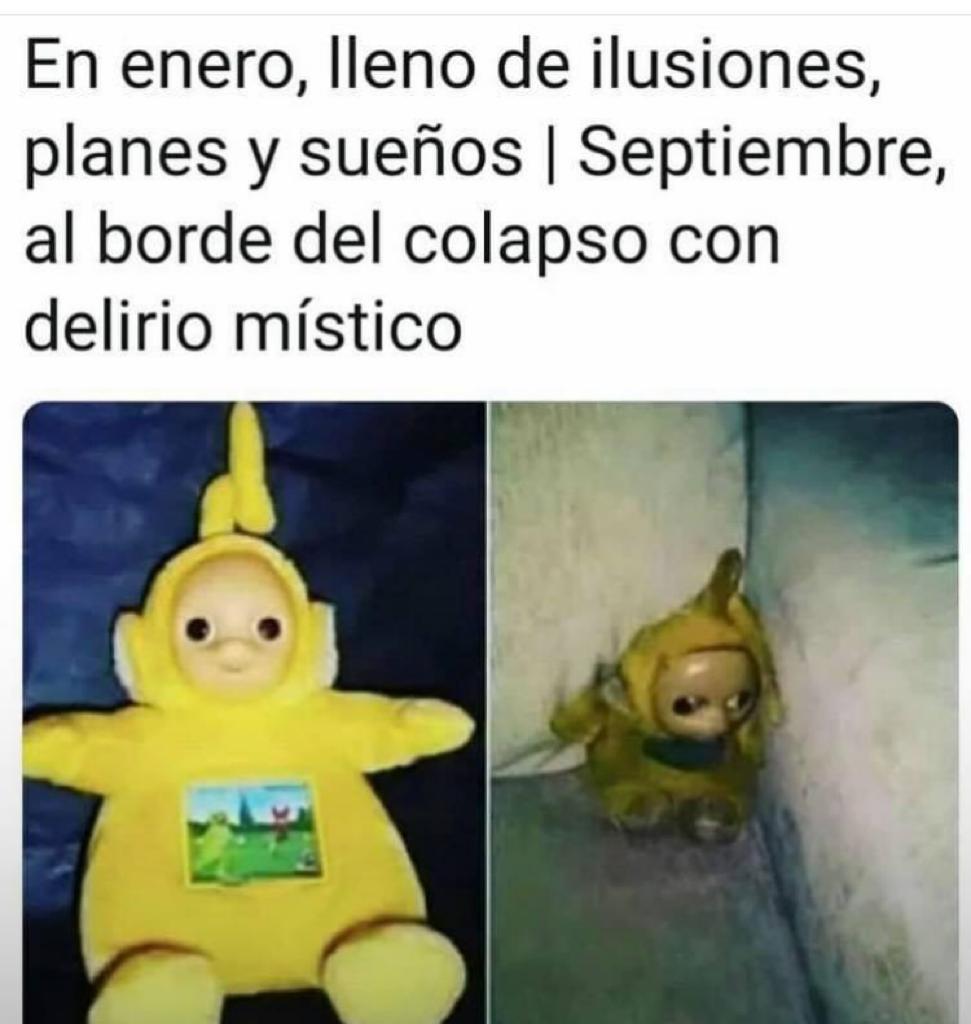 En enero, lleno de ilusiones,
planes y sueños | Septiembre,
al borde del colapso con
delirio místico